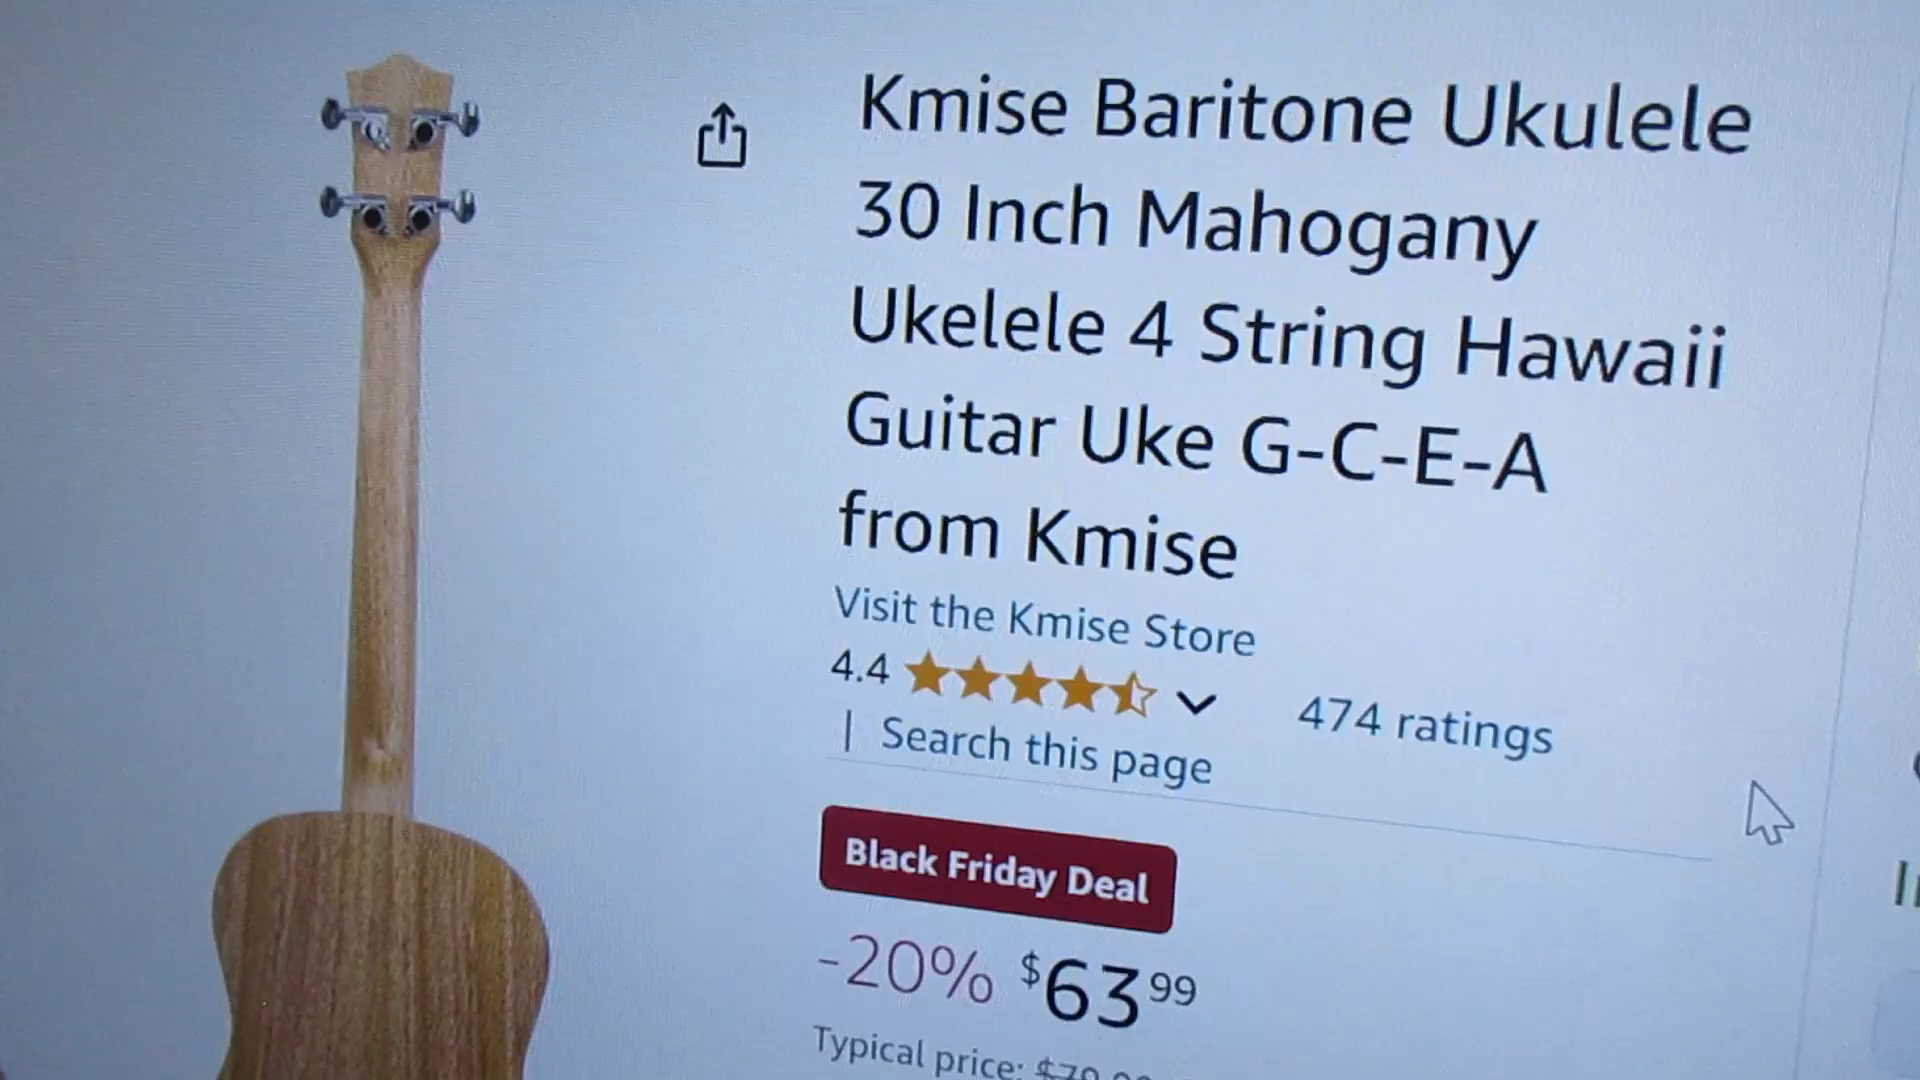 Kmise Baritone Ukulele
30 Inch Mahogany
Ukelele 4 String Hawaii
Guitar Uke G-C-E-A
from Kmise
Visit the Kmise Store
4.4 474 ratings
| Search this page
Black Friday Deal
-20% $63 99
Typical price: